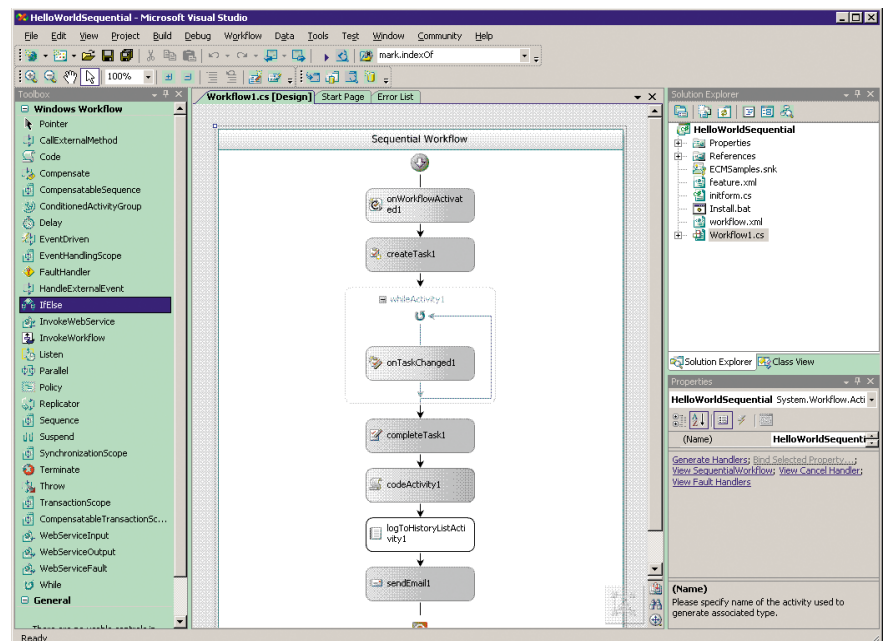 HelloWorldSequential - Microsoft Visual Studio
File Edit View Project Build Debug Workflow Data Tools Test Window Community Help
mark.indexOf
100%
Toolbox
Windows Workflow
Pointer
CallExternalMethod
Code
Compensate
CompensatableSequence
ConditionedActivityGroup
Delay
EventDriven
EventHandlingScope
FaultHandler
HandleExternalEvent
IfElse
InvokeWebService
InvokeWorkflow
Listen
Parallel
Policy
Replicator
Sequence
Suspend
SynchronizationScope
Terminate
Throw
TransactionScope
CompensatableTransactionSc...
WebServiceInput
WebServiceOutput
WebServiceFault
While
General
There are no usable controls in
Workflow1.cs [Design] Start Page Error List
Sequential Workflow
onWorkflowActivat
ed1
createTask1
whileActivity1
onTaskChanged1
completeTask1
codeActivity1
logToHistoryListActi
vity1
sendEmail1
Solution Explorer
HelloWorldSequential
Properties
References
ECMSamples.snk
feature.xml
initform.cs
Install.bat
workflow.xml
Workflow1.cs
Solution Explorer Class View
Properties
HelloWorldSequential System.Workflow.Acti
(Name) HelloWorldSequenti
Generate Handlers; Bind Selected Property...;
View SequentialWorkflow; View Cancel Handler;
View Fault Handlers
(Name)
Please specify name of the activity used to
generate associated type.
Ready